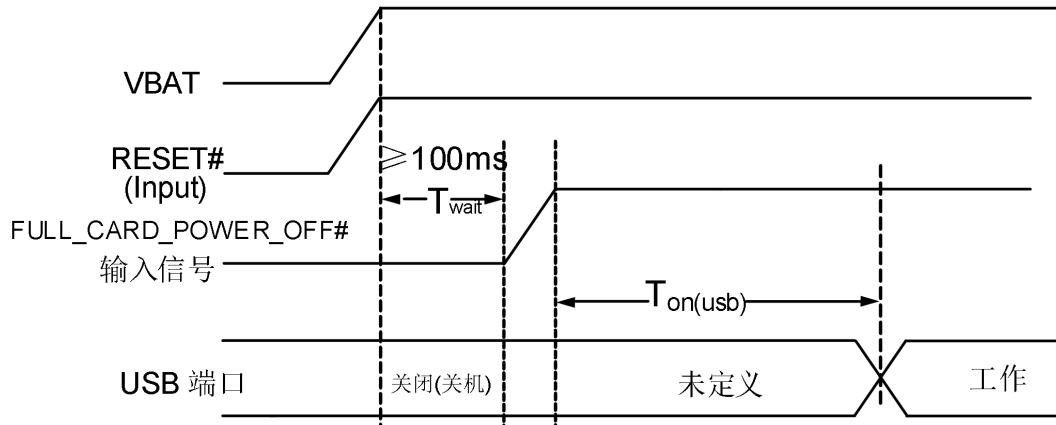 VBAT
RESET#
(Input)
≥100ms
Twait
FULL_CARD_POWER_OFF#
输入信号
Ton(usb)
USB 端口
关闭(关机)
未定义
工作